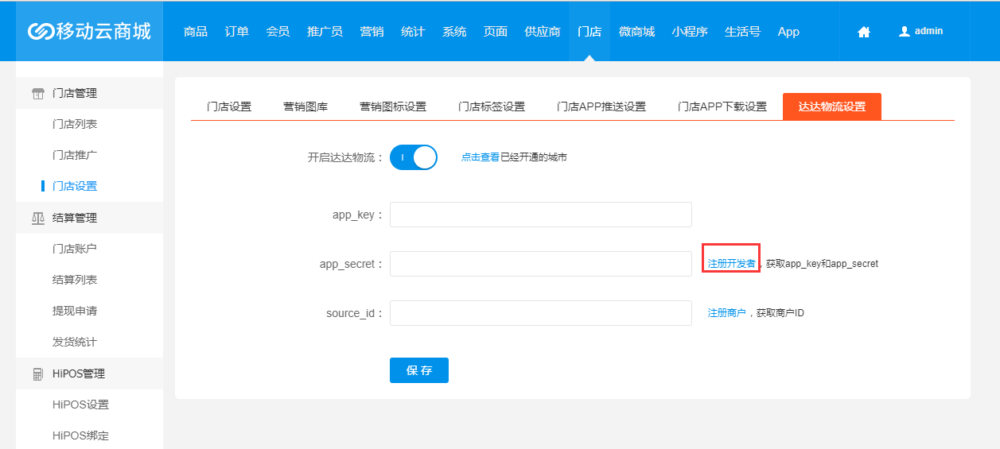 移动云商城
商品 订单 会员 推广员 营销 统计 系统 页面 供应商 门店 微商城 小程序 生活号 App
admin
门店管理
门店列表
门店推广
门店设置
结算管理
门店账户
结算列表
提现申请
发货统计
HiPOS管理
HiPOS设置
HiPOS绑定
门店设置 营销图库 营销图标设置 门店标签设置 门店APP推送设置 门店APP下载设置 达达物流设置
开启达达物流： I 点击查看已经开通的城市
app_key：
app_secret： 注册开发者，获取app_key和app_secret
source_id： 注册商户，获取商户ID
保 存